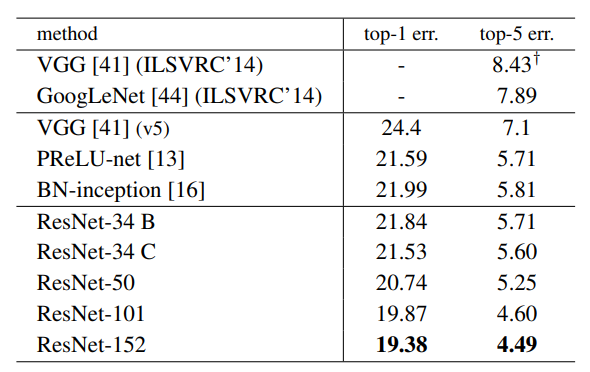 method top-1 err. top-5 err.
VGG [41] (ILSVRC’14) - 8.43†
GoogLeNet [44] (ILSVRC’14) - 7.89
VGG [41] (v5) 24.4 7.1
PReLU-net [13] 21.59 5.71
BN-inception [16] 21.99 5.81
ResNet-34 B 21.84 5.71
ResNet-34 C 21.53 5.60
ResNet-50 20.74 5.25
ResNet-101 19.87 4.60
ResNet-152 19.38 4.49